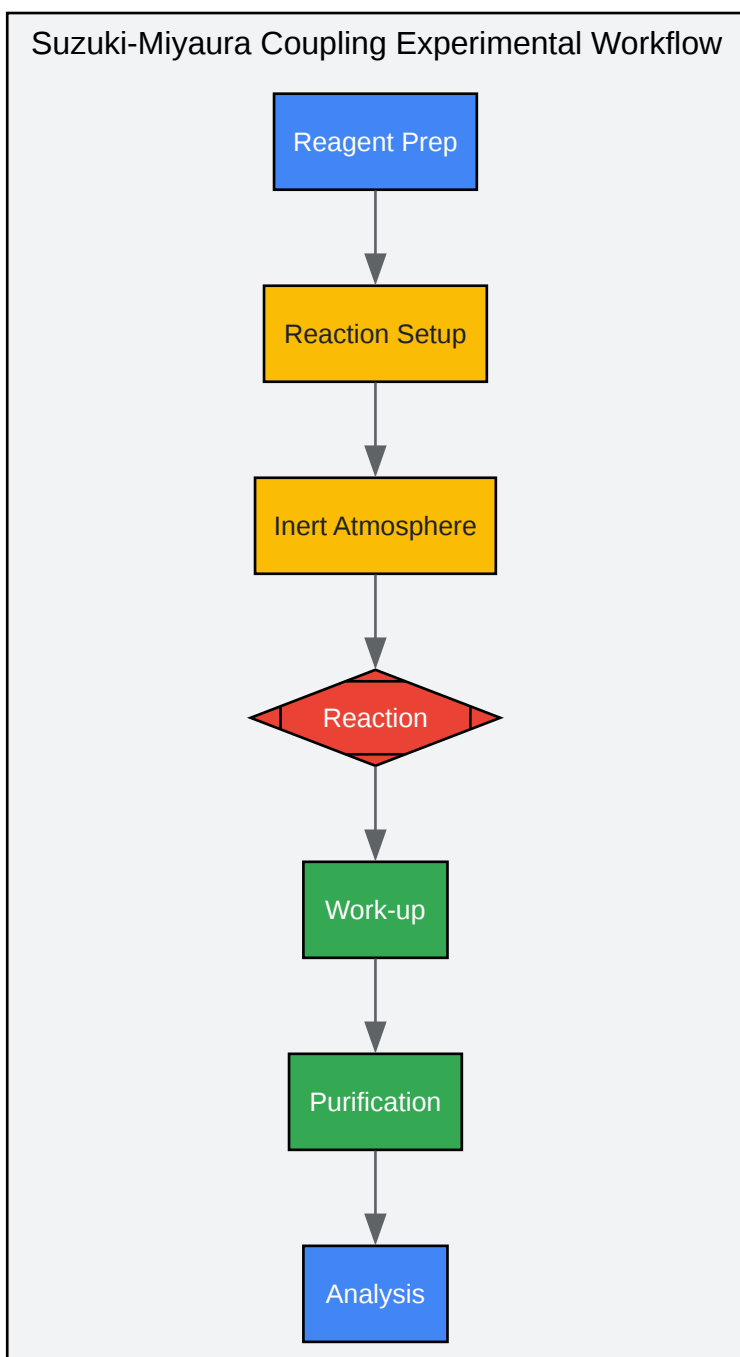 Suzuki-Miyaura Coupling Experimental Workflow
Reagent Prep
Reaction Setup
Inert Atmosphere
Reaction
Work-up
Purification
Analysis